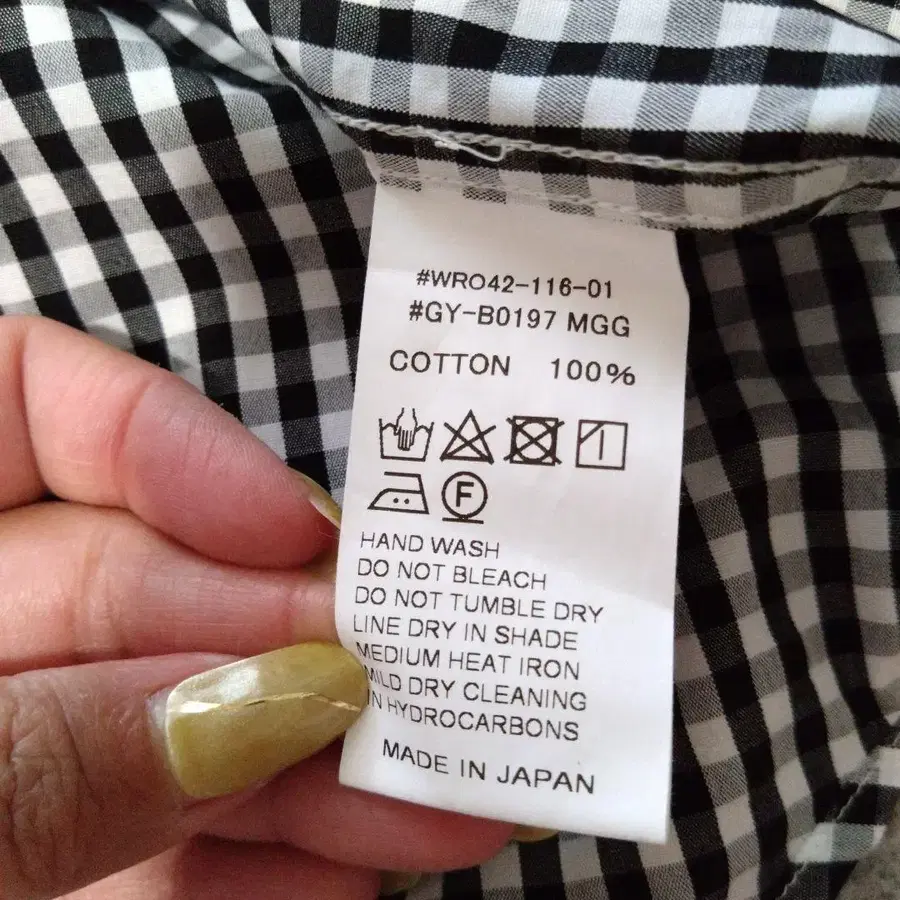 #WR042-116-01
#GY-B0197 MGG
COTTON 100%
F
HAND WASH
DO NOT BLEACH
DO NOT TUMBLE DRY
LINE DRY IN SHADE
MEDIUM HEAT IRON
MILD DRY CLEANING
IN HYDROCARBONS
MADE IN JAPAN